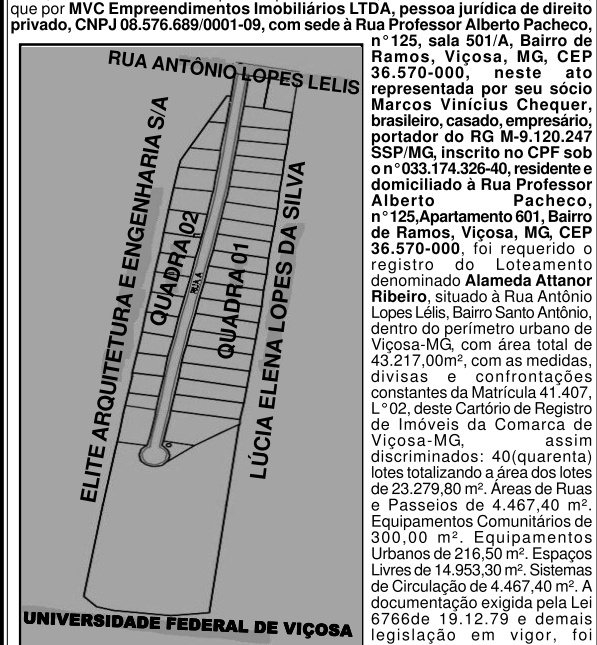 que por MVC Empreendimentos Imobiliários LTDA, pessoa jurídica de direito
privado, CNPJ 08.576.689/0001-09, com sede à Rua Professor Alberto Pacheco,
n°125, sala 501/A, Bairro de
Ramos, Viçosa, MG, CEP
36.570-000, neste ato
representada por seu sócio
Marcos Vinícius Chequer,
brasileiro, casado, empresário,
portador do RG M-9.120.247
SSP/MG, inscrito no CPF sob
o n°033.174.326-40, residente e
domiciliado à Rua Professor
Alberto Pacheco,
n°125,Apartamento 601, Bairro
de Ramos, Viçosa, MG, CEP
36.570-000, foi requerido o
registro do Loteamento
denominado Alameda Attanor
Ribeiro, situado à Rua Antônio
Lopes Lélis, Bairro Santo Antônio,
dentro do perímetro urbano de
Viçosa-MG, com área total de
43.217,00m², com as medidas,
divisas e confrontações
constantes da Matrícula 41.407,
L°02, deste Cartório de Registro
de Imóveis da Comarca de
Viçosa-MG, assim
discriminados: 40(quarenta)
lotes totalizando a área dos lotes
de 23.279,80 m². Áreas de Ruas
e Passeios de 4.467,40 m².
Equipamentos Comunitários de
300,00 m². Equipamentos
Urbanos de 216,50 m². Espaços
Livres de 14.953,30 m². Sistemas
de Circulação de 4.467,40 m². A
documentação exigida pela Lei
6766de 19.12.79 e demais
legislação em vigor, foi
RUA ANTÔNIO LOPES LELIS
ELITE ARQUITETURA E ENGENHARIA S/A
QUADRA 02
RUA A
QUADRA 01
LÚCIA ELENA LOPES DA SILVA
UNIVERSIDADE FEDERAL DE VIÇOSA